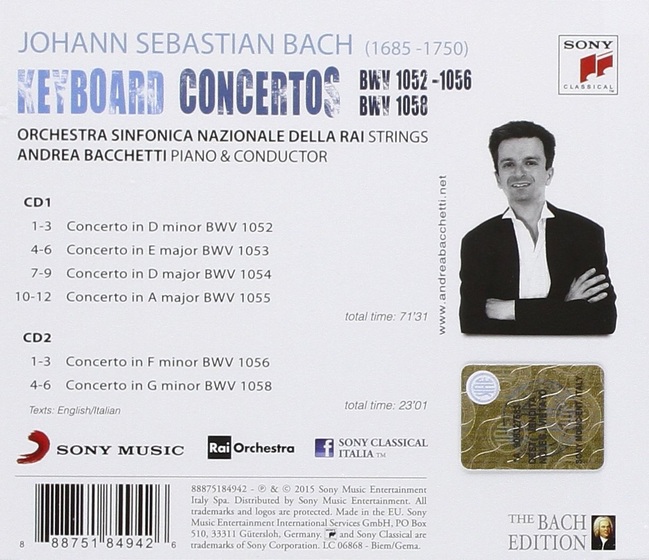 JOHANN SEBASTIAN BACH (1685 -1750)
KEYBOARD CONCERTOS BWV 1052 -1056
BWV 1058
ORCHESTRA SINFONICA NAZIONALE DELLA RAI STRINGS
ANDREA BACCHETTI PIANO & CONDUCTOR
SONY
CLASSICAL
www.andreabacchetti.net
CD1
1-3 Concerto in D minor BWV 1052
4-6 Concerto in E major BWV 1053
7-9 Concerto in D major BWV 1054
10-12 Concerto in A major BWV 1055
total time: 71'31
CD2
1-3 Concerto in F minor BWV 1056
4-6 Concerto in G minor BWV 1058
Texts: English/Italian
total time: 23'01
SONY MUSIC
Rai Orchestra
f SONY CLASSICAL
ITALIA ™
88875184942 - ℗ & © 2015 Sony Music Entertainment
Italy Spa. Distributed by Sony Music Entertainment. All
trademarks and logos are protected. Made in the EU. Sony
Music Entertainment International Services GmbH, PO Box
510, 33311 Gütersloh, Germany. and Sony Classical are
trademarks of Sony Corporation. LC 06868 - Biem/Gema.
8 88751 84942 6
THE BACH
EDITION